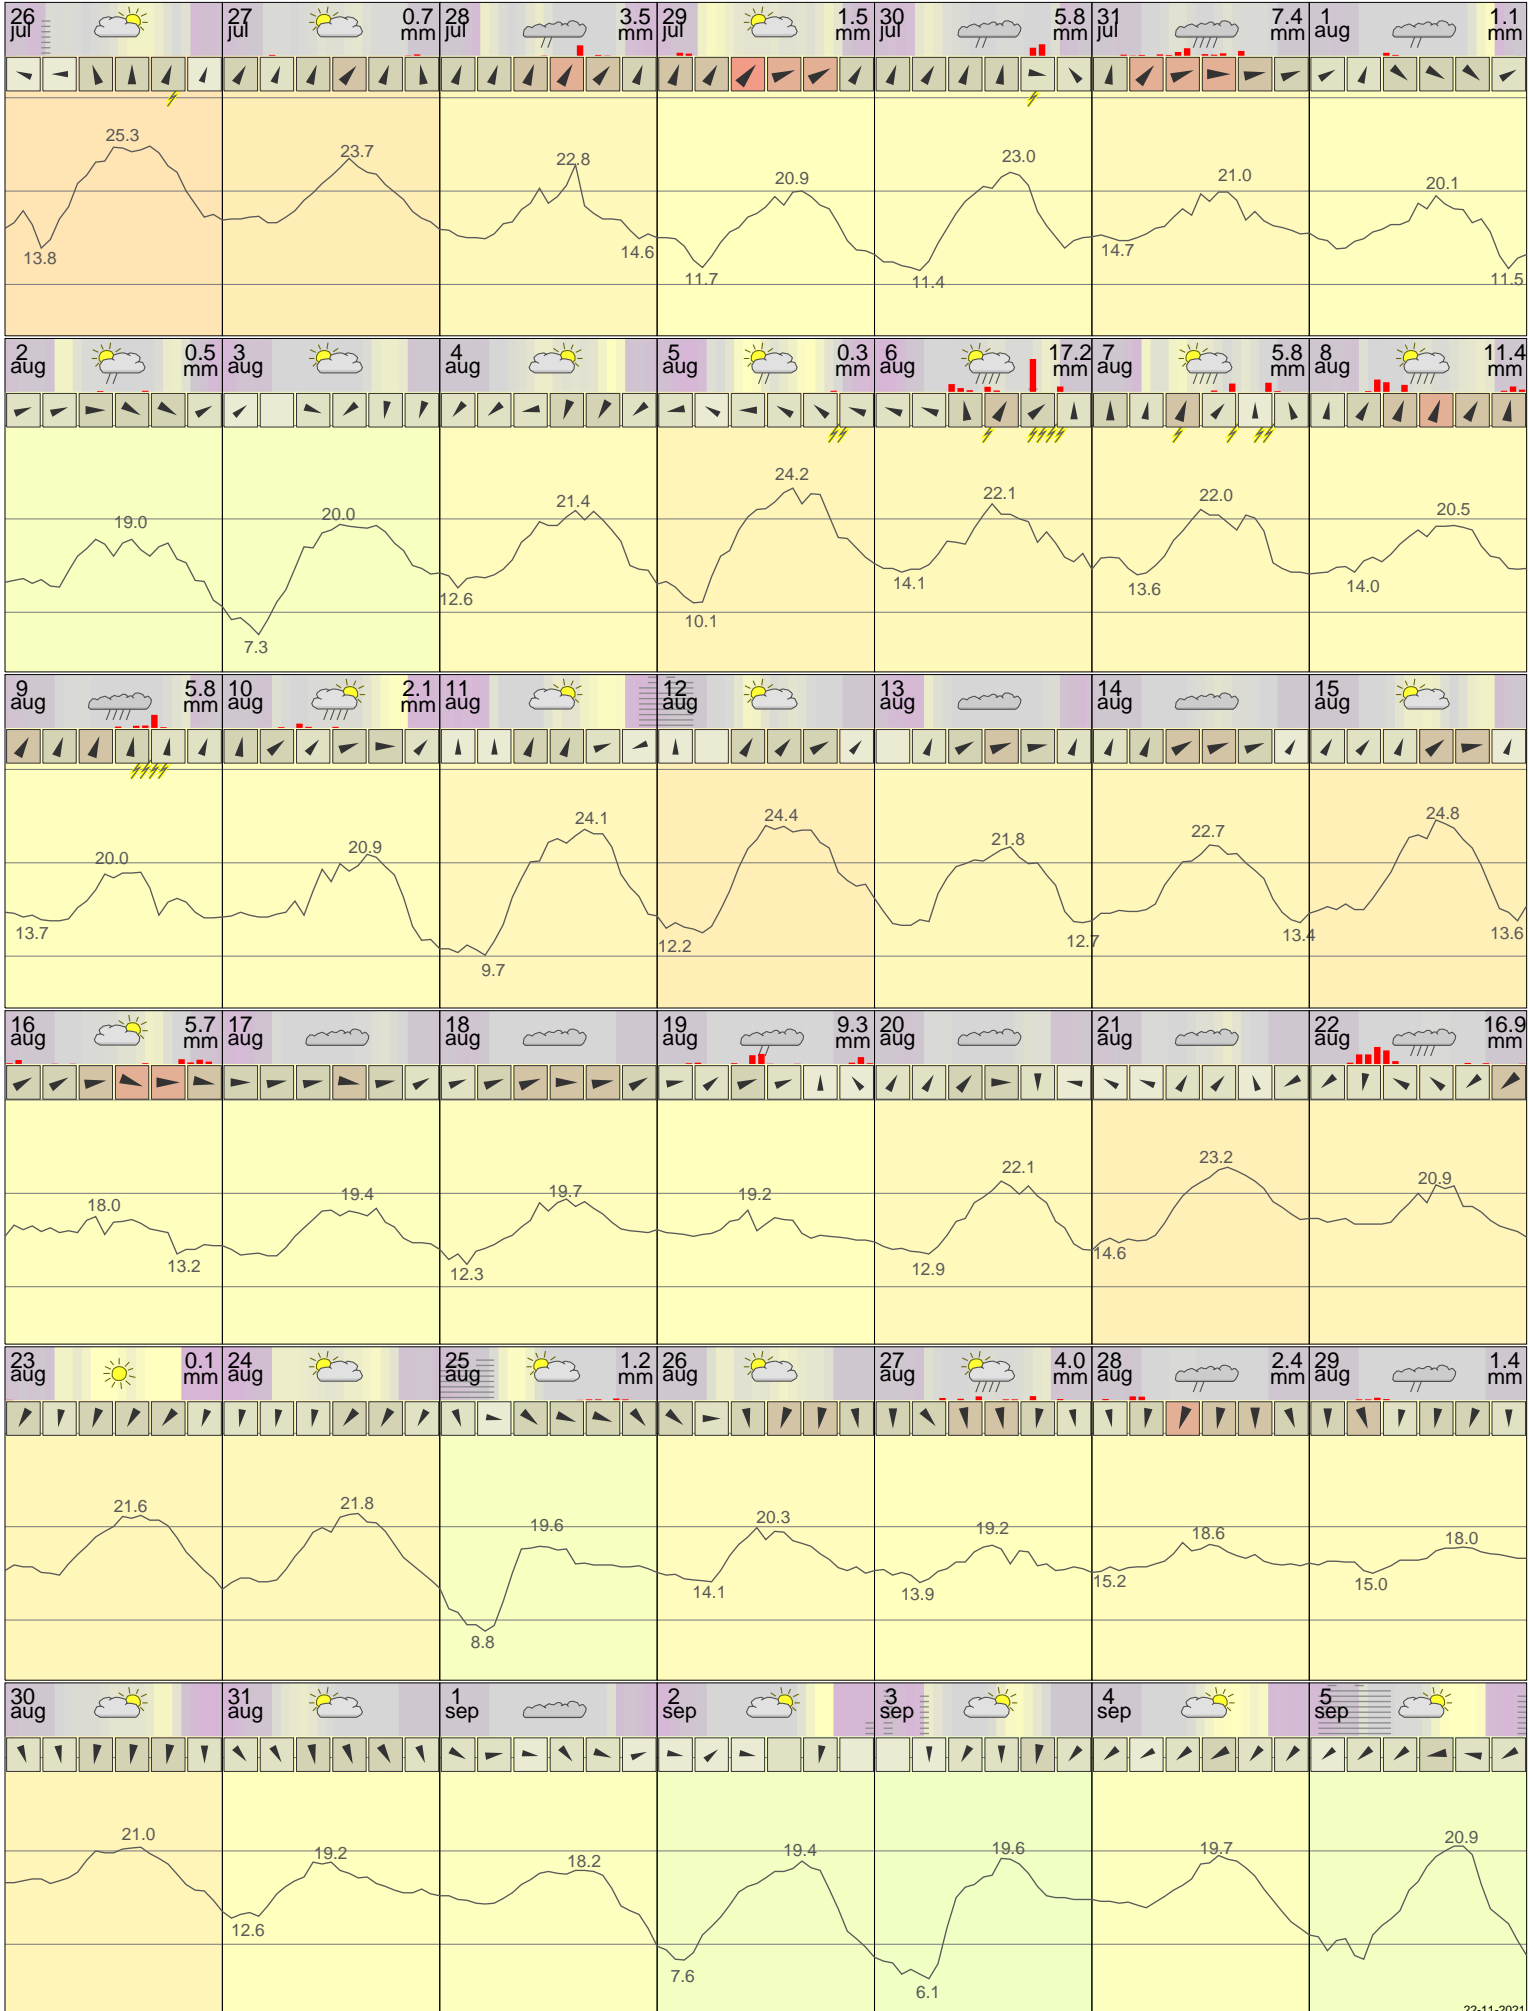 26 27 0.7 28 3.5 29 1.5 30 5.8 31 7.4 1 1.1
jul jul mm jul mm jul mm jul mm jul mm aug mm
25.3 23.7 22.8 20.9 23.0 21.0 20.1
13.8 14.6 11.7 11.4 14.7 11.5
2 0.5 3 4 5 0.3 6 17.2 7 5.8 8 11.4
aug mm aug aug aug mm aug mm aug mm aug mm
19.0 20.0 21.4 24.2 22.1 22.0 20.5
7.3 12.6 10.1 14.1 13.6 14.0
9 5.8 10 2.1 11 12 13 14 15
aug mm aug mm aug aug aug aug aug
20.0 20.9 24.1 24.4 21.8 22.7 24.8
13.7 9.7 12.2 12.7 13.4 13.6
16 5.7 17 18 19 9.3 20 21 22 16.9
aug mm aug aug aug mm aug aug aug mm
18.0 19.4 19.7 19.2 22.1 23.2 20.9
13.2 12.3 12.9 14.6
23 0.1 24 25 1.2 26 27 4.0 28 2.4 29 1.4
aug mm aug aug mm aug aug mm aug mm aug mm
21.6 21.8 19.6 20.3 19.2 18.6 18.0
8.8 14.1 13.9 15.2 15.0
30 31 1 2 3 4 5
aug aug sep sep sep sep sep
21.0 19.2 18.2 19.4 19.6 19.7 20.9
12.6 7.6 6.1
22-11-2021